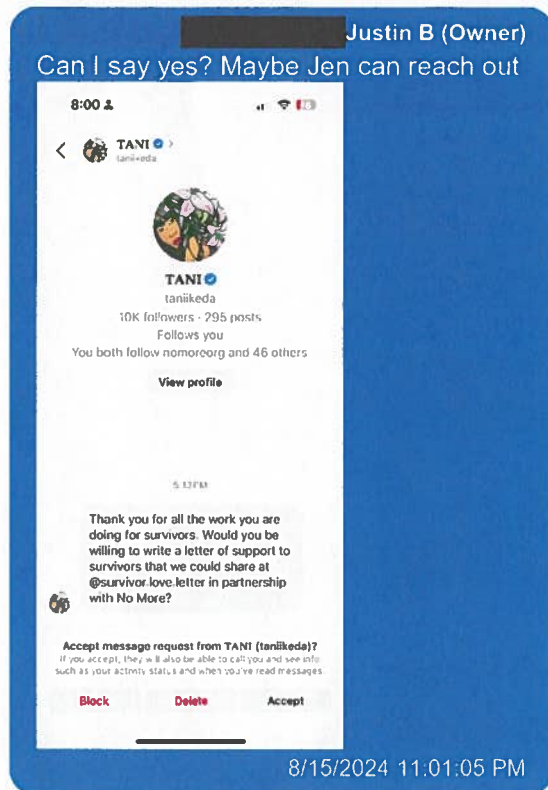 Justin B (Owner)
Can I say yes? Maybe Jen can reach out
8:00
TANI
taniikeda
TANI
taniikeda
10K followers · 295 posts
Follows you
You both follow nomoreorg and 46 others
View profile
5:13 PM
Thank you for all the work you are
doing for survivors. Would you be
willing to write a letter of support to
survivors that we could share at
@survivor.love.letter in partnership
with No More?
Accept message request from TANI (taniikeda)?
If you accept, they will also be able to call you and see info
such as your activity status and when you've read messages.
Block
Delete
Accept
8/15/2024 11:01:05 PM